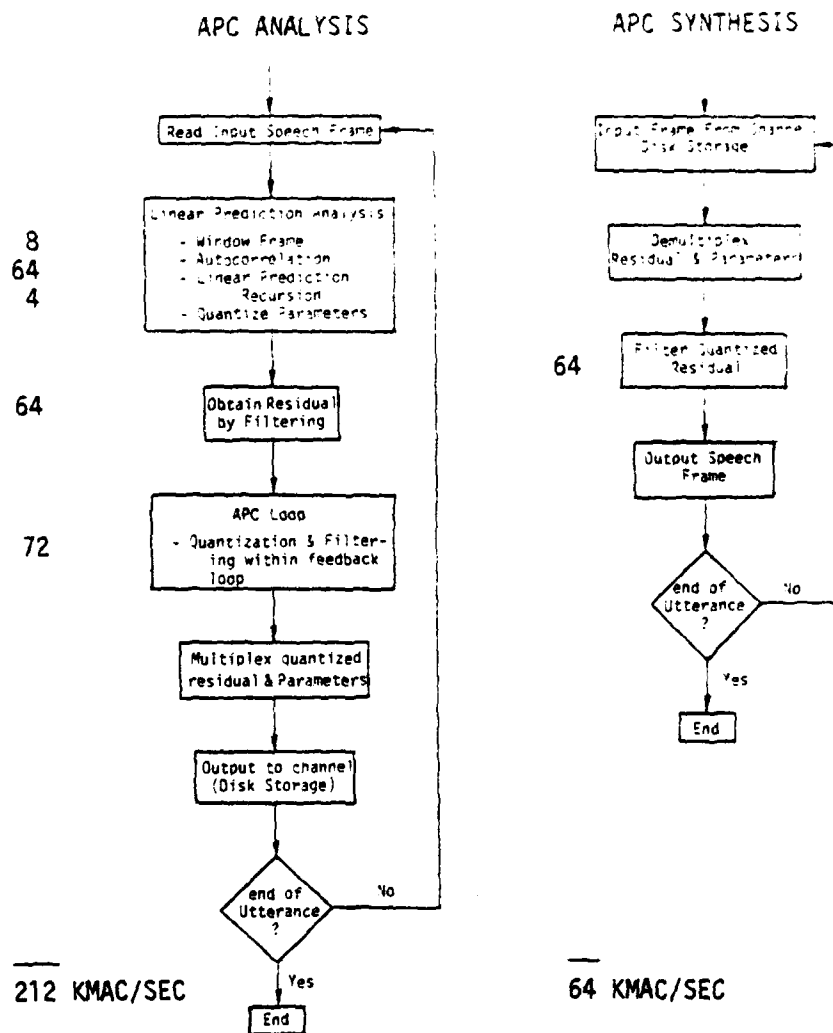 APC ANALYSIS
Read Input Speech Frame
Linear Prediction Analysis
8 - Window Frame
64 - Autocorrelation
4 - Linear Prediction
Recursion
- Quantize Parameters
64 Obtain Residual
by Filtering
APC Loop
72 - Quantization & Filter-
ing within feedback
loop
Multiplex quantized
residual & Parameters
Output to channel
(Disk Storage)
end of
Utterance
?
No
Yes
212 KMAC/SEC
End
APC SYNTHESIS
Input Frame From Channel
Disk Storage
Demultiplex
Residual & Parameters
64 Filter Quantized
Residual
Output Speech
Frame
end of
Utterance
?
No
Yes
End
64 KMAC/SEC